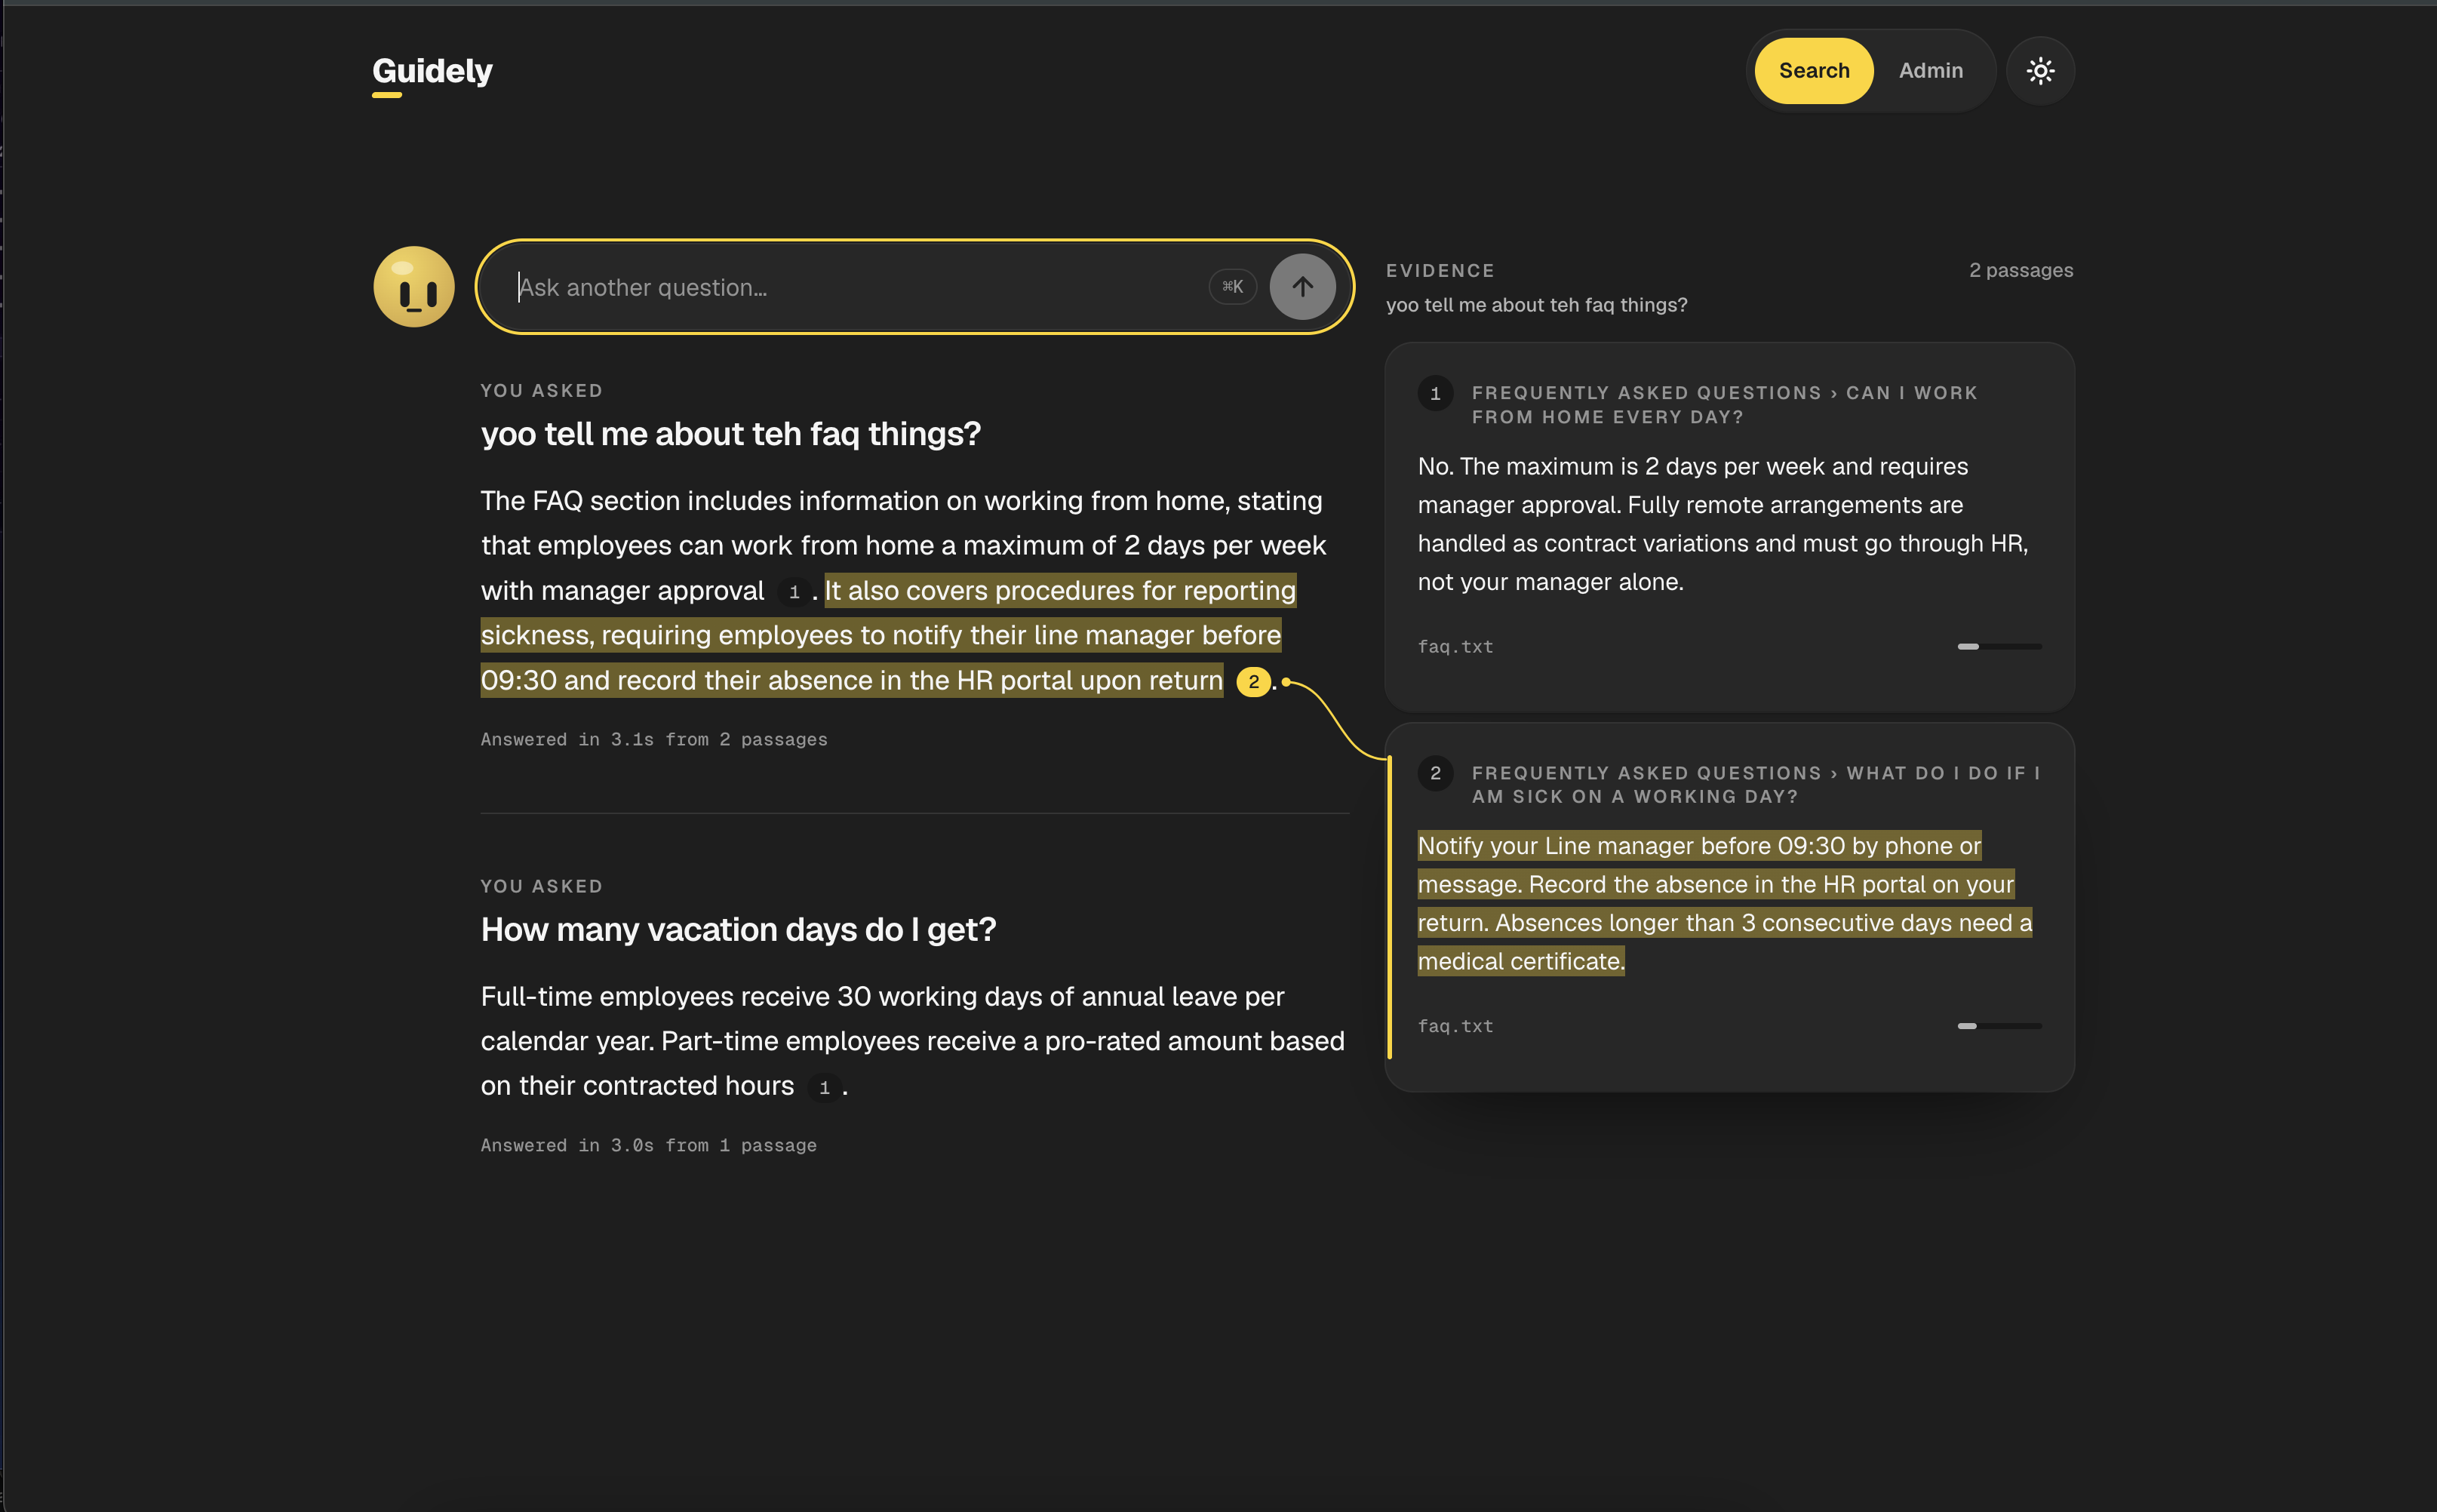 Guidely
Search
Admin
Ask another question...
⌘K
YOU ASKED
yoo tell me about teh faq things?
The FAQ section includes information on working from home, stating
that employees can work from home a maximum of 2 days per week
with manager approval 1. It also covers procedures for reporting
sickness, requiring employees to notify their line manager before
09:30 and record their absence in the HR portal upon return 2.
Answered in 3.1s from 2 passages
YOU ASKED
How many vacation days do I get?
Full-time employees receive 30 working days of annual leave per
calendar year. Part-time employees receive a pro-rated amount based
on their contracted hours 1.
Answered in 3.0s from 1 passage
EVIDENCE
2 passages
yoo tell me about teh faq things?
1
FREQUENTLY ASKED QUESTIONS › CAN I WORK
FROM HOME EVERY DAY?
No. The maximum is 2 days per week and requires
manager approval. Fully remote arrangements are
handled as contract variations and must go through HR,
not your manager alone.
faq.txt
2
FREQUENTLY ASKED QUESTIONS › WHAT DO I DO IF I
AM SICK ON A WORKING DAY?
Notify your Line manager before 09:30 by phone or
message. Record the absence in the HR portal on your
return. Absences longer than 3 consecutive days need a
medical certificate.
faq.txt